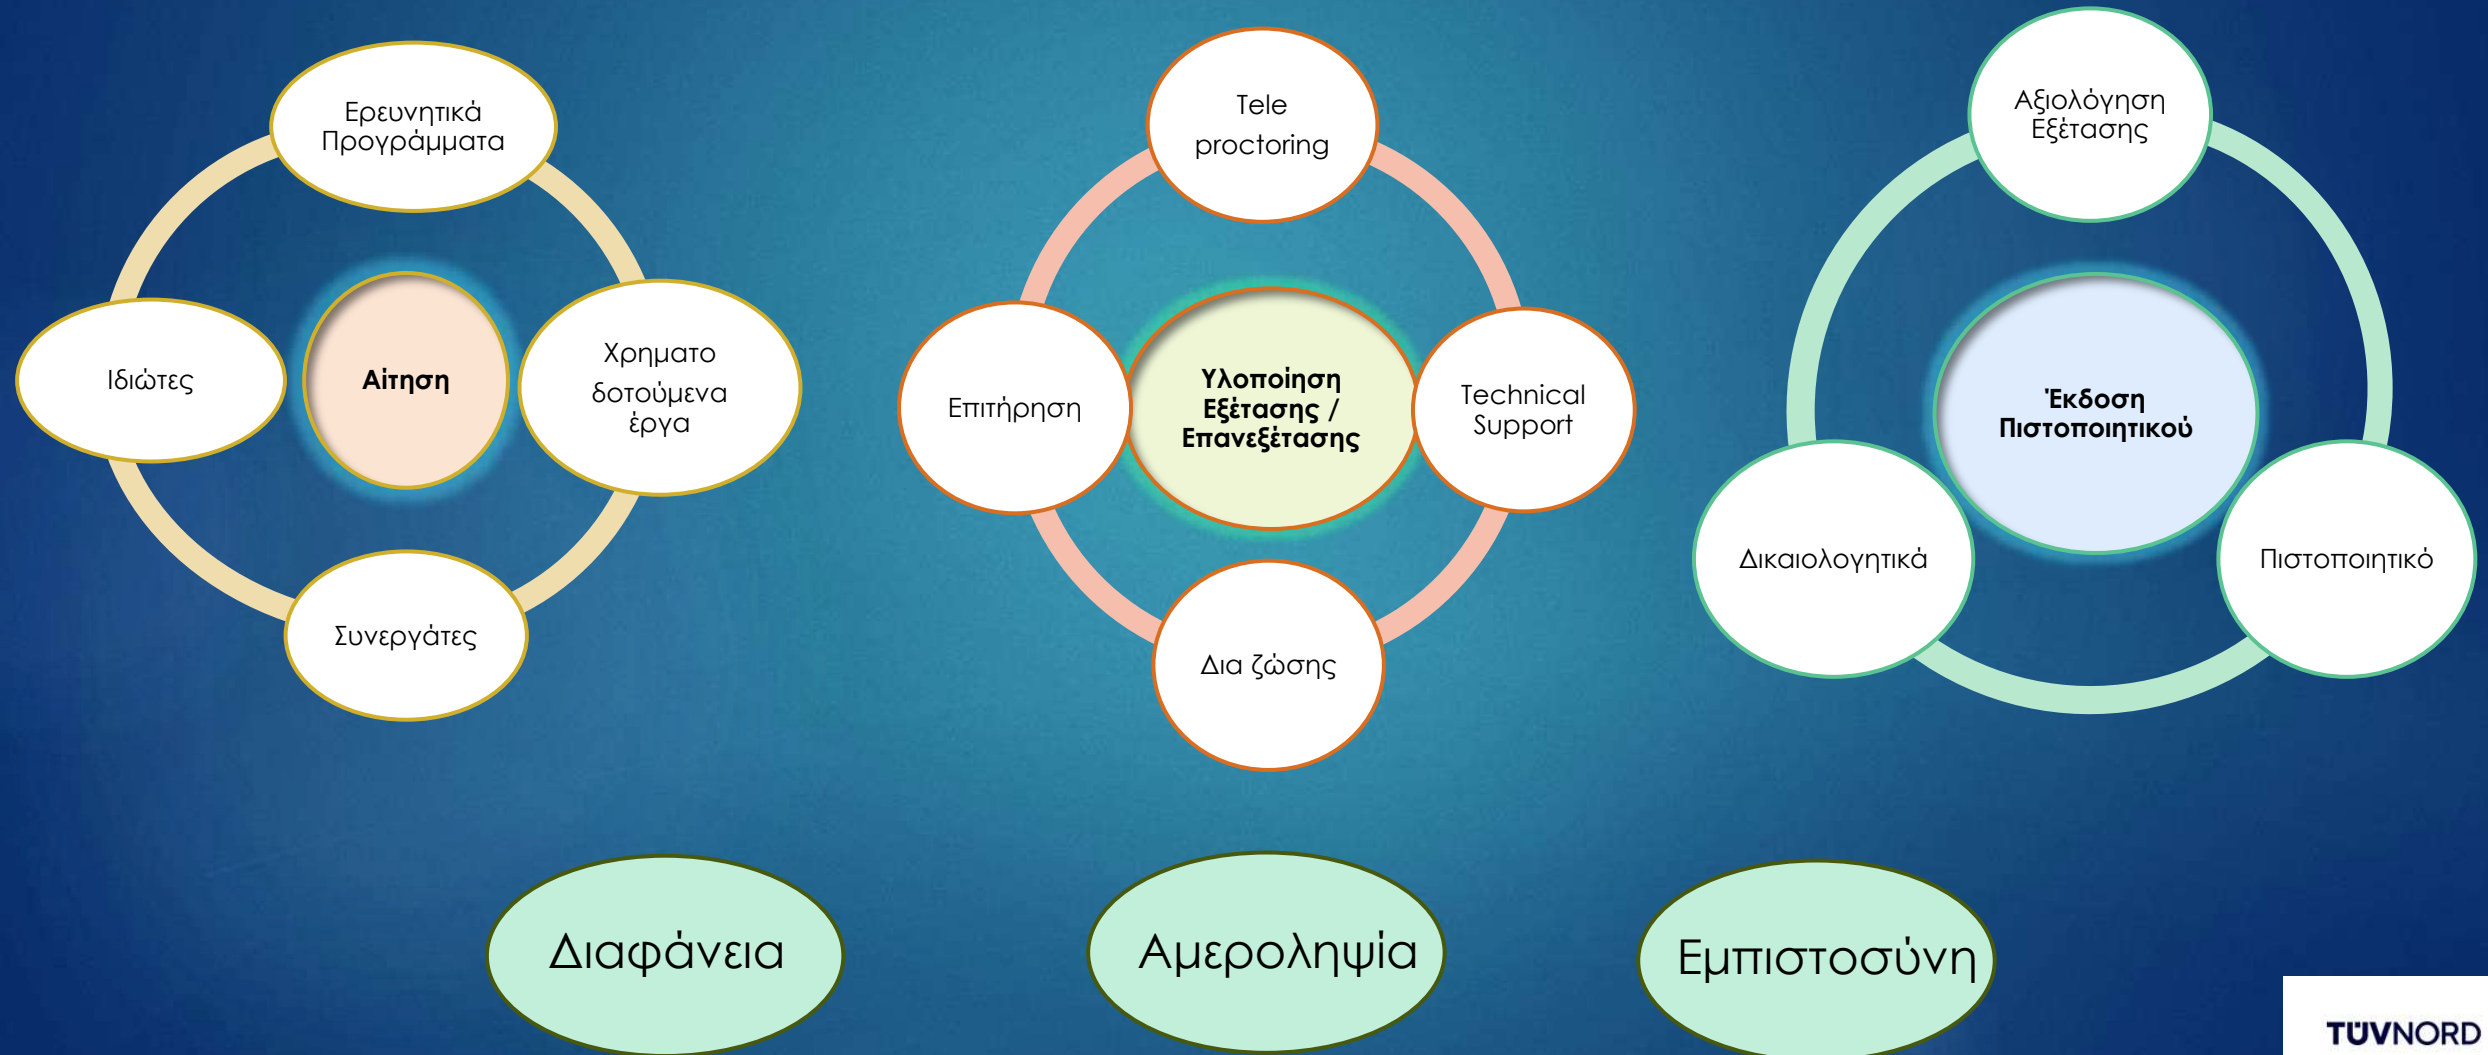 Ερευνητικά
Προγράμματα
Ιδιώτες
Αίτηση
Χρηματο
δοτούμενα
έργα
Συνεργάτες
Tele
proctoring
Επιτήρηση
Υλοποίηση
Εξέτασης /
Επανεξέτασης
Technical
Support
Δια ζώσης
Αξιολόγηση
Εξέτασης
Έκδοση
Πιστοποιητικού
Δικαιολογητικά
Πιστοποιητικό
Διαφάνεια
Αμεροληψία
Εμπιστοσύνη
TÜVNORD